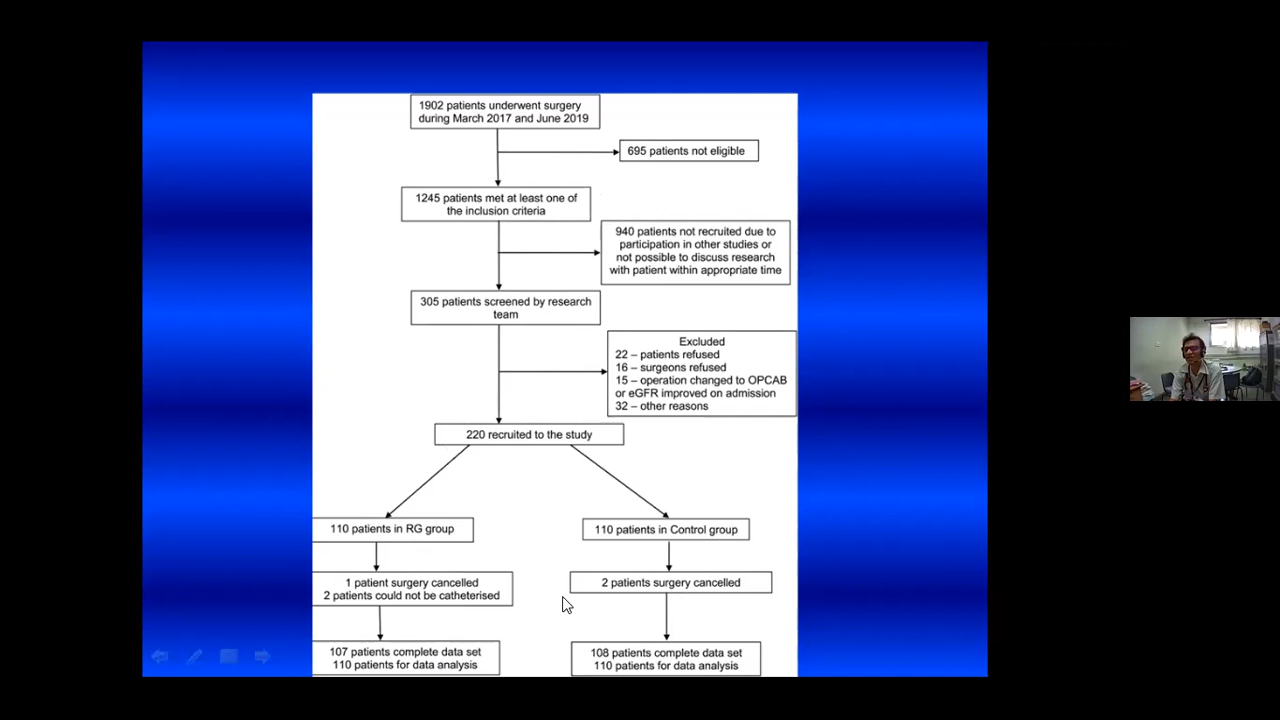 1902 patients underwent surgery
during March 2017 and June 2019
695 patients not eligible
1245 patients met at least one of
the inclusion criteria
940 patients not recruited due to
participation in other studies or
not possible to discuss research
with patient within appropriate time
305 patients screened by research
team
Excluded
22 – patients refused
16 – surgeons refused
15 – operation changed to OPCAB
or eGFR improved on admission
32 – other reasons
220 recruited to the study
110 patients in RG group
110 patients in Control group
1 patient surgery cancelled
2 patients could not be catheterised
2 patients surgery cancelled
107 patients complete data set
110 patients for data analysis
108 patients complete data set
110 patients for data analysis